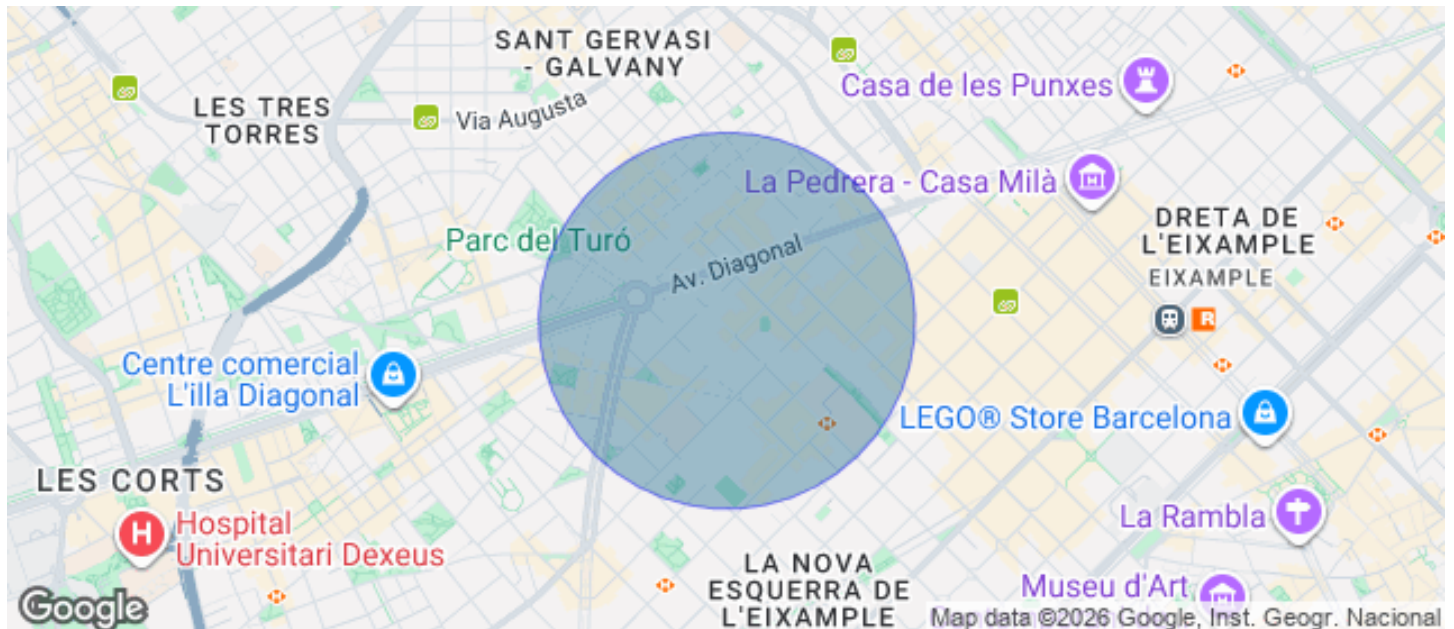 SANT GERVASI
- GALVANY
Casa de les Punxes
LES TRES
TORRES
Via Augusta
La Pedrera - Casa Milà
DRETA DE
L'EIXAMPLE
EIXAMPLE
Parc del Turó
Av. Diagonal
R
Centre comercial
L'illa Diagonal
LEGO® Store Barcelona
LES CORTS
H
Hospital
Universitari Dexeus
La Rambla
LA NOVA
ESQUERRA DE
L'EIXAMPLE
Museu d'Art
Google
Map data ©2026 Google, Inst. Geogr. Nacional